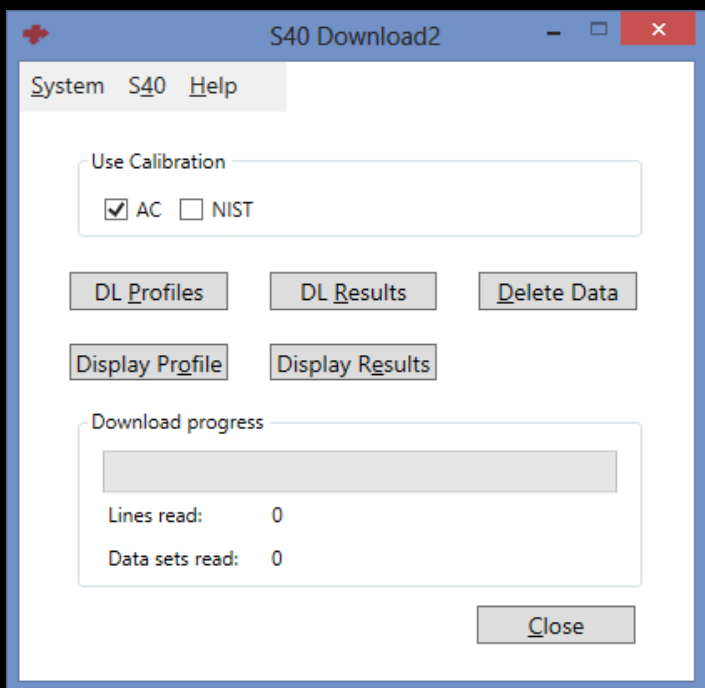 S40 Download2
System S40 Help
Use Calibration
AC NIST
DL Profiles DL Results Delete Data
Display Profile Display Results
Download progress
Lines read: 0
Data sets read: 0
Close